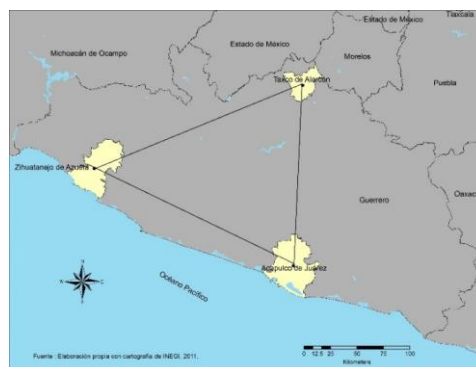 Tlaxcala
Estado de México
Michoacán de Ocampo
Estado de México
Morelos
Puebla
Taxco de Alarcón
Zihuatanejo de Azueta
Guerrero
Oaxac
Acapulco de Juárez
Océano Pacífico
N
W
E
S
Fuente : Elaboración propia con cartografía de INEGI, 2011.
0 12.5 25 50 75 100
Kilometers